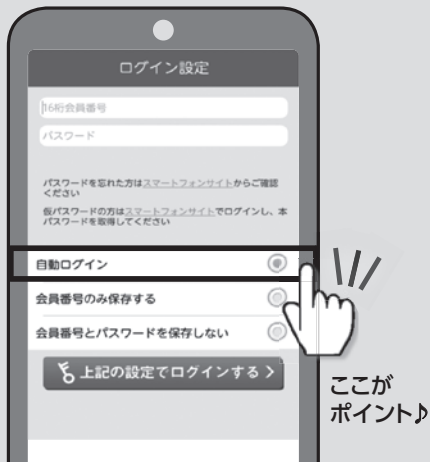 ログイン設定
16桁会員番号
パスワード
パスワードを忘れた方はスマートフォンサイトからご確認
ください
仮パスワードの方はスマートフォンサイトでログインし、本
パスワードを取得してください
自動ログイン
会員番号のみ保存する
会員番号とパスワードを保存しない
上記の設定でログインする >
ここが
ポイント♪